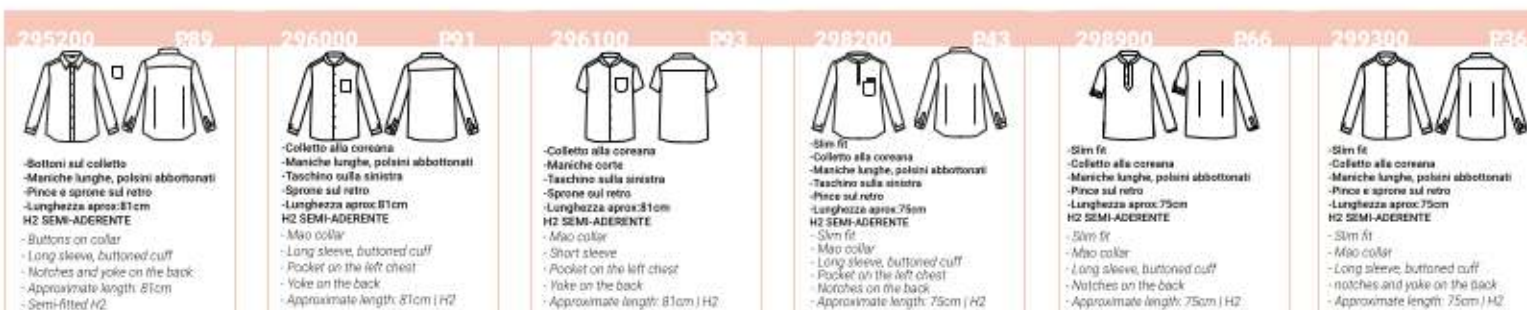 295200 P.89
-Bottoni sul colletto
-Maniche lunghe, polsini abbottonati
-Pince e sprone sul retro
-Lunghezza aprox:81cm
H2 SEMI-ADERENTE
- Buttons on collar
- Long sleeve, buttoned cuff
- Notches and yoke on the back
- Approximate length: 81cm
- Semi-fitted H2
296000 P.91
-Colletto alla coreana
-Maniche lunghe, polsini abbottonati
-Taschino sulla sinistra
-Sprone sul retro
-Lunghezza aprox:81cm
H2 SEMI-ADERENTE
- Mao collar
- Long sleeve, buttoned cuff
- Pocket on the left chest
- Yoke on the back
- Approximate length: 81cm | H2
296100 P.93
-Colletto alla coreana
-Maniche corte
-Taschino sulla sinistra
-Sprone sul retro
-Lunghezza aprox:81cm
H2 SEMI-ADERENTE
- Mao collar
- Short sleeve
- Pocket on the left chest
- Yoke on the back
- Approximate length: 81cm | H2
298200 P.43
-Slim fit
-Colletto alla coreana
-Maniche lunghe, polsini abbottonati
-Taschino sulla sinistra
-Pince sul retro
-Lunghezza aprox:75cm
H2 SEMI-ADERENTE
- Slim fit
- Mao collar
- Long sleeve, buttoned cuff
- Pocket on the left chest
- Notches on the back
- Approximate length: 75cm | H2
298900 P.66
-Slim fit
-Colletto alla coreana
-Maniche lunghe, polsini abbottonati
-Pince sul retro
-Lunghezza aprox:75cm
H2 SEMI-ADERENTE
- Slim fit
- Mao collar
- Long sleeve, buttoned cuff
- Notches on the back
- Approximate length: 75cm | H2
299300 P.36
-Slim fit
-Colletto alla coreana
-Maniche lunghe, polsini abbottonati
-Pince e sprone sul retro
-Lunghezza aprox:75cm
H2 SEMI-ADERENTE
- Slim fit
- Mao collar
- Long sleeve, buttoned cuff
- notches and yoke on the back
- Approximate length: 75cm | H2